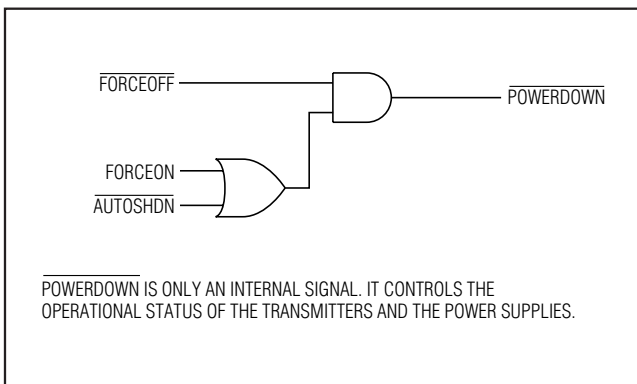 FORCEOFF
POWERDOWN
FORCEON
AUTOSHDN
POWERDOWN IS ONLY AN INTERNAL SIGNAL. IT CONTROLS THE
OPERATIONAL STATUS OF THE TRANSMITTERS AND THE POWER SUPPLIES.